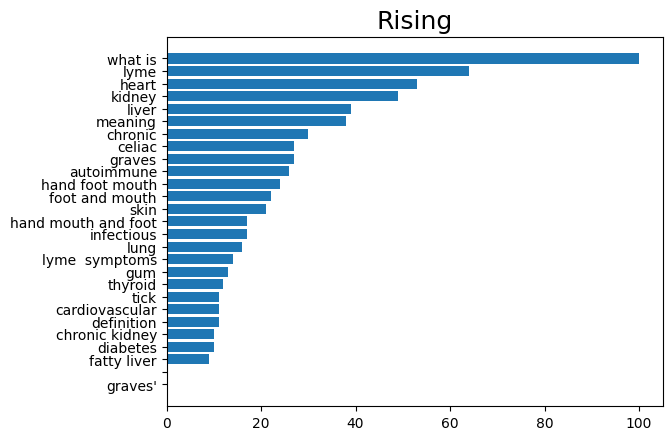 Rising
what is
lyme
heart
kidney
liver
meaning
chronic
celiac
graves
autoimmune
hand foot mouth
foot and mouth
skin
hand mouth and foot
infectious
lung
lyme  symptoms
gum
thyroid
tick
cardiovascular
definition
chronic kidney
diabetes
fatty liver
graves'
0 20 40 60 80 100